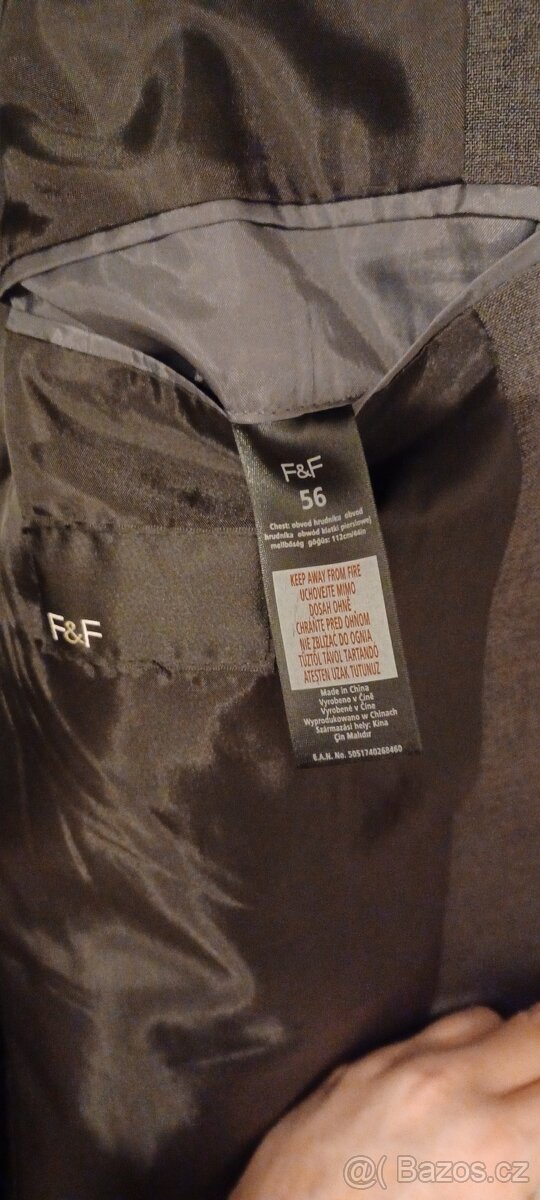 F&F
56
Chest: obvod hrudníku obvod
hrudníka obwód klatki piersiowej
mellbőség göğüs: 112cm/44in
KEEP AWAY FROM FIRE
UCHOVEJTE MIMO
DOSAH OHNĚ
CHRÁŇTE PRED OHŇOM
NIE ZBLIŻAĆ DO OGNIA
TŰZTŐL TÁVOL TARTANDÓ
ATEŞTEN UZAK TUTUNUZ
Made in China
Vyrobeno v Číně
Vyrobené v Číne
Wyprodukowano w Chinach
Származási hely: Kína
Çin Malıdır
E.A.N. No. 5051740268460
F&F
@( Bazos.cz